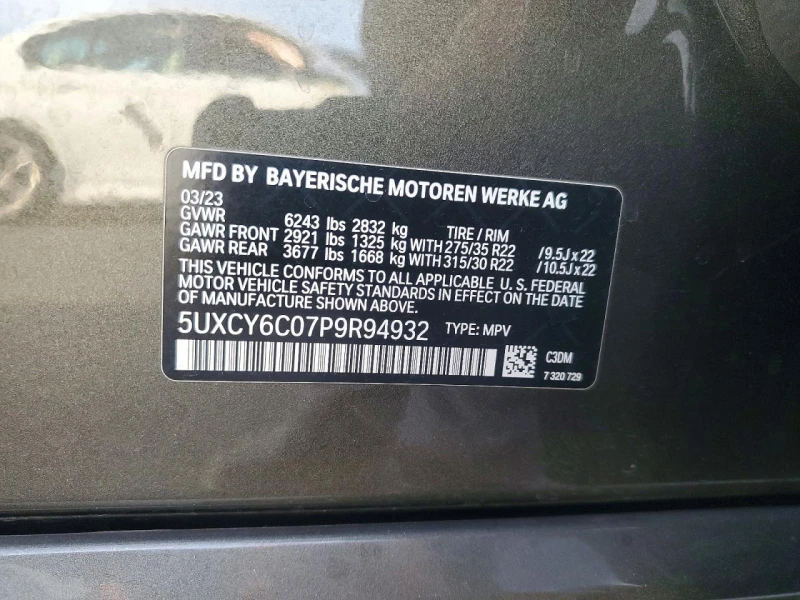 MFD BY BAYERISCHE MOTOREN WERKE AG
03/23
GVWR 6243 lbs 2832 kg TIRE / RIM
GAWR FRONT 2921 lbs 1325 kg WITH 275/35 R22 / 9.5J x 22
GAWR REAR 3677 lbs 1668 kg WITH 315/30 R22 / 10.5J x 22
THIS VEHICLE CONFORMS TO ALL APPLICABLE U. S. FEDERAL
MOTOR VEHICLE SAFETY STANDARDS IN EFFECT ON THE DATE
OF MANUFACTURE SHOWN ABOVE.
5UXCY6C07P9R94932 TYPE: MPV
C3DM
7 320 729